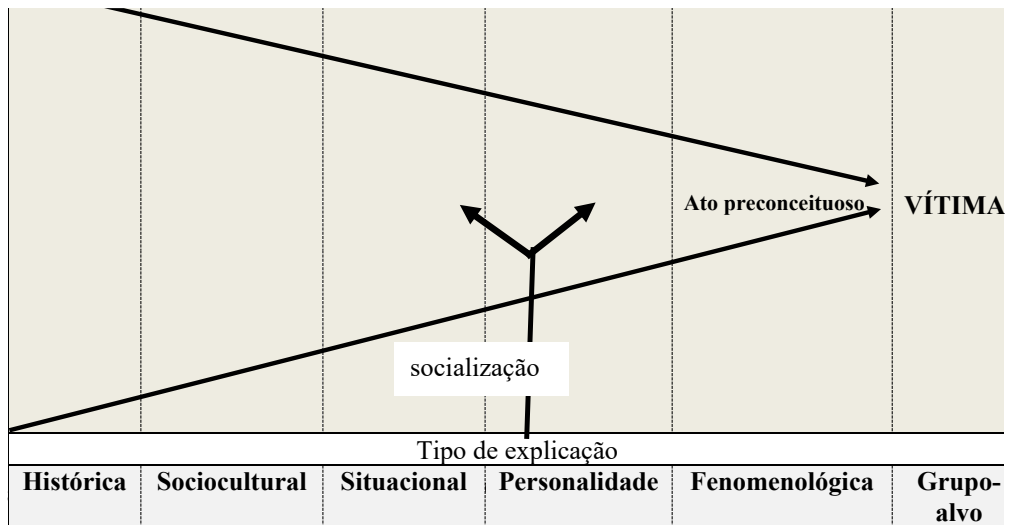 Ato preconceituoso
VÍTIMA
socialização
Tipo de explicação
Histórica
Sociocultural
Situacional
Personalidade
Fenomenológica
Grupo-
alvo